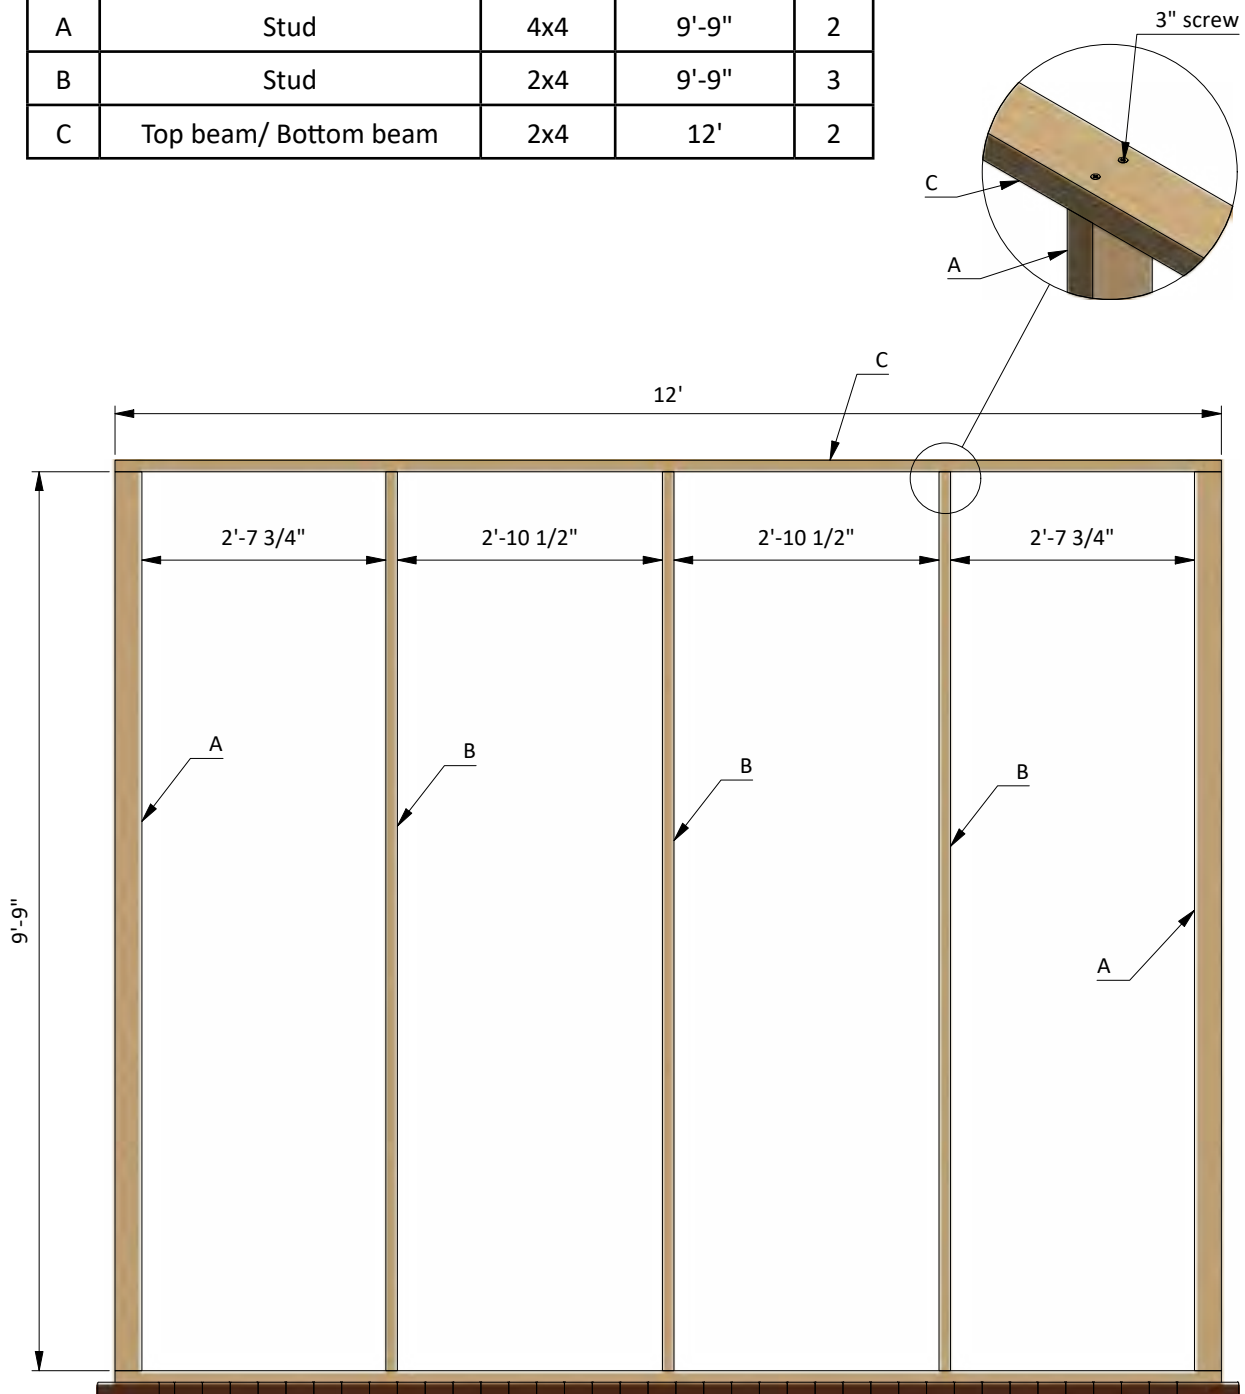 A Stud 4x4 9'-9" 2
B Stud 2x4 9'-9" 3
C Top beam/ Bottom beam 2x4 12' 2
3" screw
C
A
C
12'
2'-7 3/4" 2'-10 1/2" 2'-10 1/2" 2'-7 3/4"
A
B
B
B
9'-9"
A